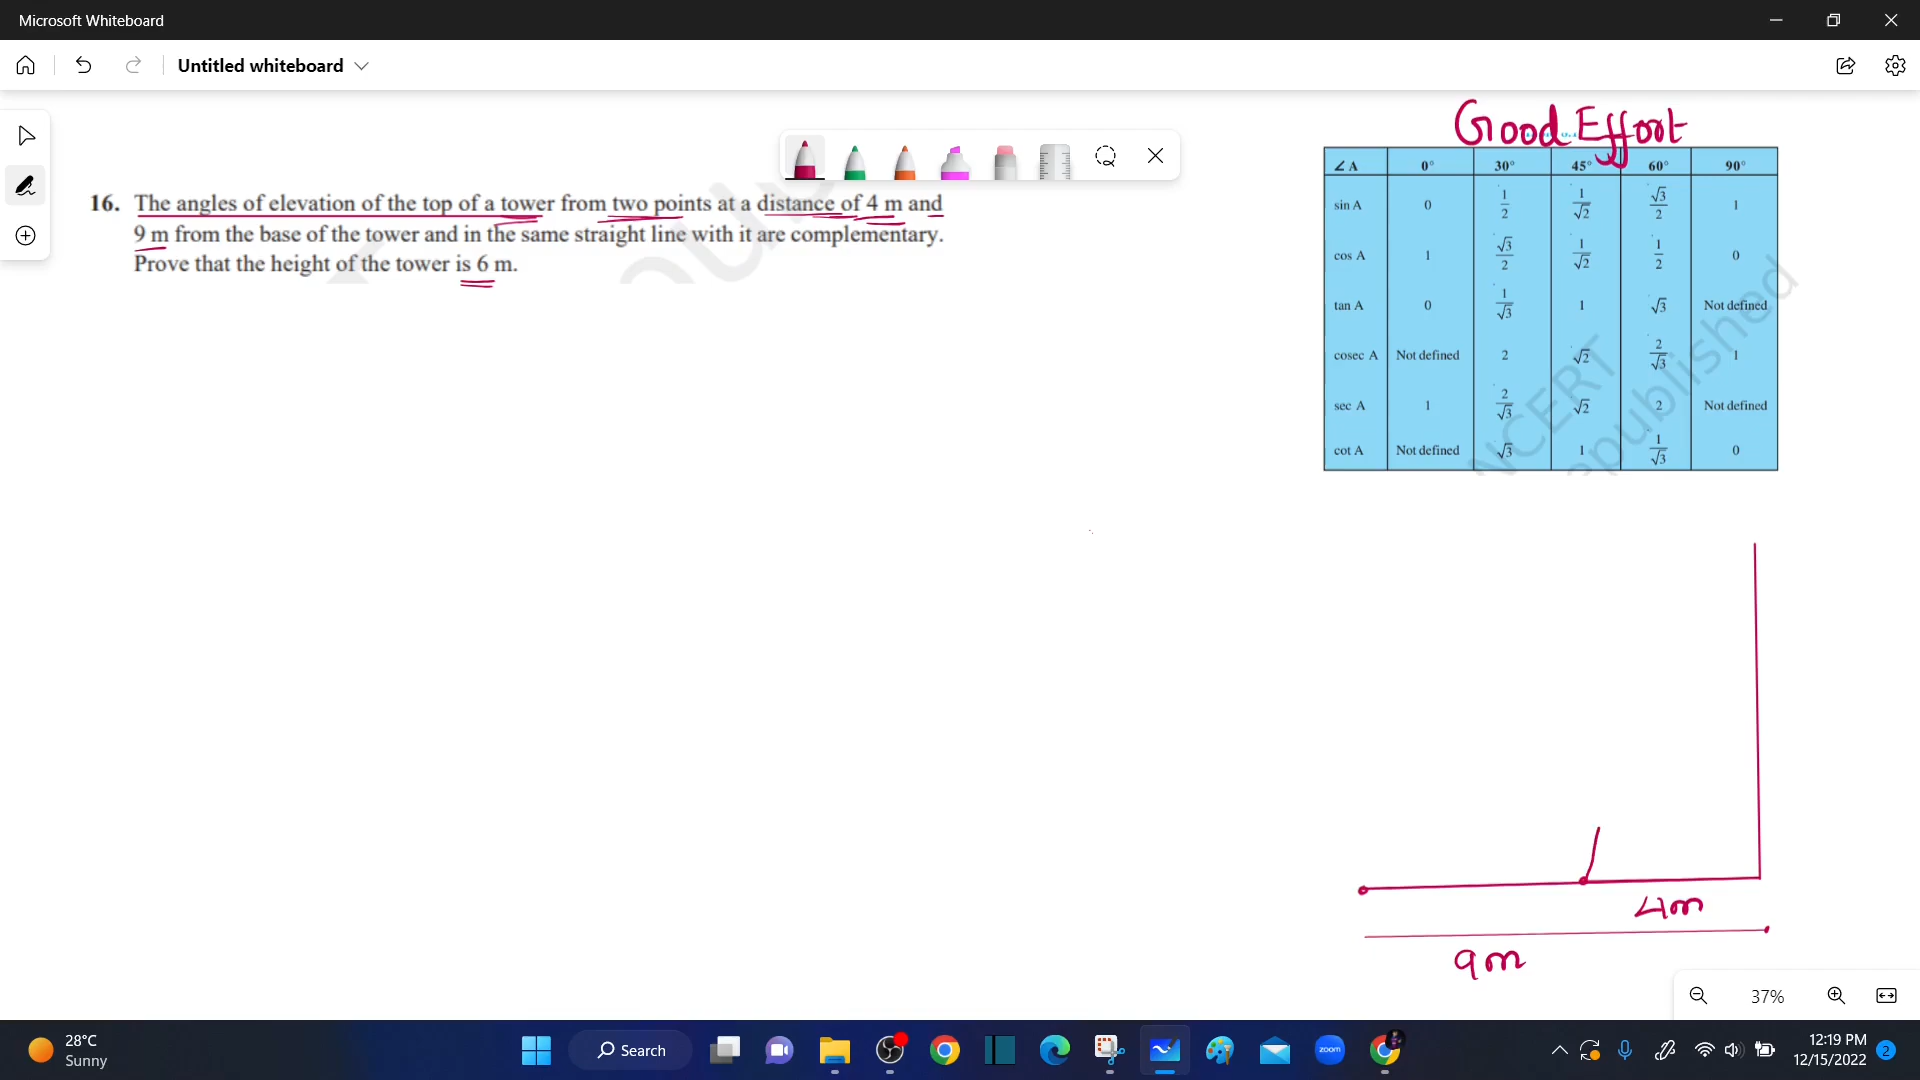 Microsoft Whiteboard
Untitled whiteboard
Good Effort
16. The angles of elevation of the top of a tower from two points at a distance of 4 m and
9 m from the base of the tower and in the same straight line with it are complementary.
Prove that the height of the tower is 6 m.
∠ A 0° 30° 45° 60° 90°
sin A 0 1/2 1/√2 √3/2 1
cos A 1 √3/2 1/√2 1/2 0
tan A 0 1/√3 1 √3 Not defined
cosec A Not defined 2 √2 2/√3 1
sec A 1 2/√3 √2 2 Not defined
cot A Not defined √3 1 1/√3 0
NCERT
republished
4m
9m
37%
28°C
Sunny
Search
zoom
12:19 PM
12/15/2022
2